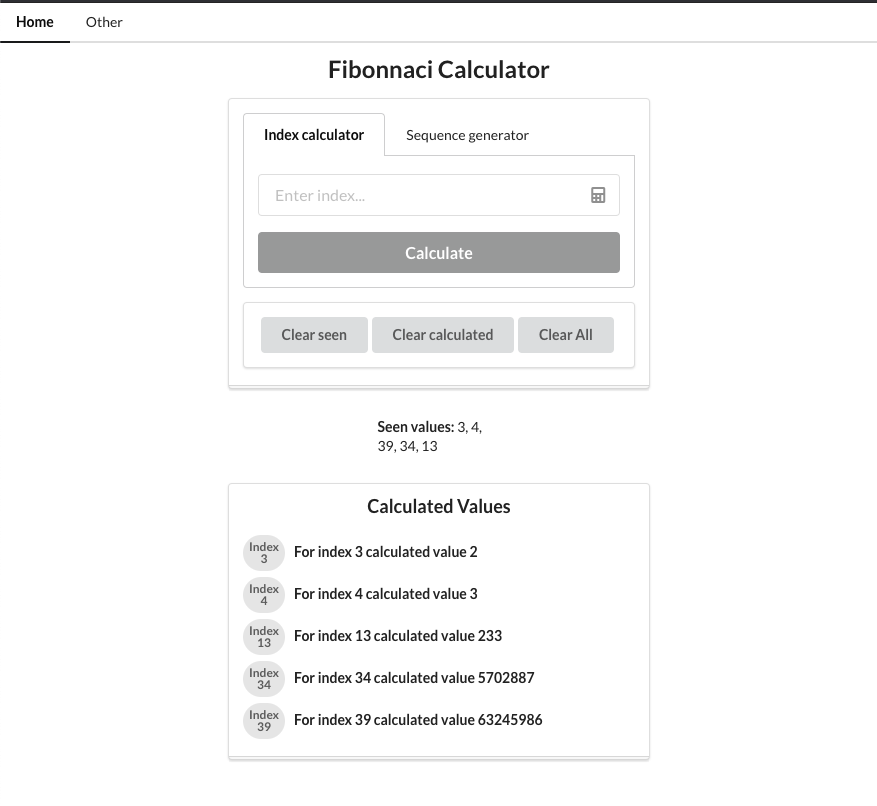 Home Other
Fibonnaci Calculator
Index calculator Sequence generator
Enter index...
Calculate
Clear seen Clear calculated Clear All
Seen values: 3, 4,
39, 34, 13
Calculated Values
Index
3
For index 3 calculated value 2
Index
4
For index 4 calculated value 3
Index
13
For index 13 calculated value 233
Index
34
For index 34 calculated value 5702887
Index
39
For index 39 calculated value 63245986